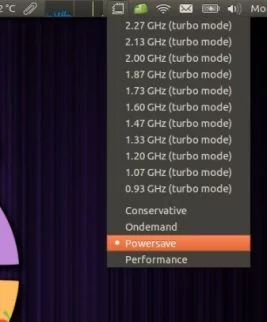 2°C Mo
2.27 GHz (turbo mode)
2.13 GHz (turbo mode)
2.00 GHz (turbo mode)
1.87 GHz (turbo mode)
1.73 GHz (turbo mode)
1.60 GHz (turbo mode)
1.47 GHz (turbo mode)
1.33 GHz (turbo mode)
1.20 GHz (turbo mode)
1.07 GHz (turbo mode)
0.93 GHz (turbo mode)
Conservative
Ondemand
Powersave
Performance